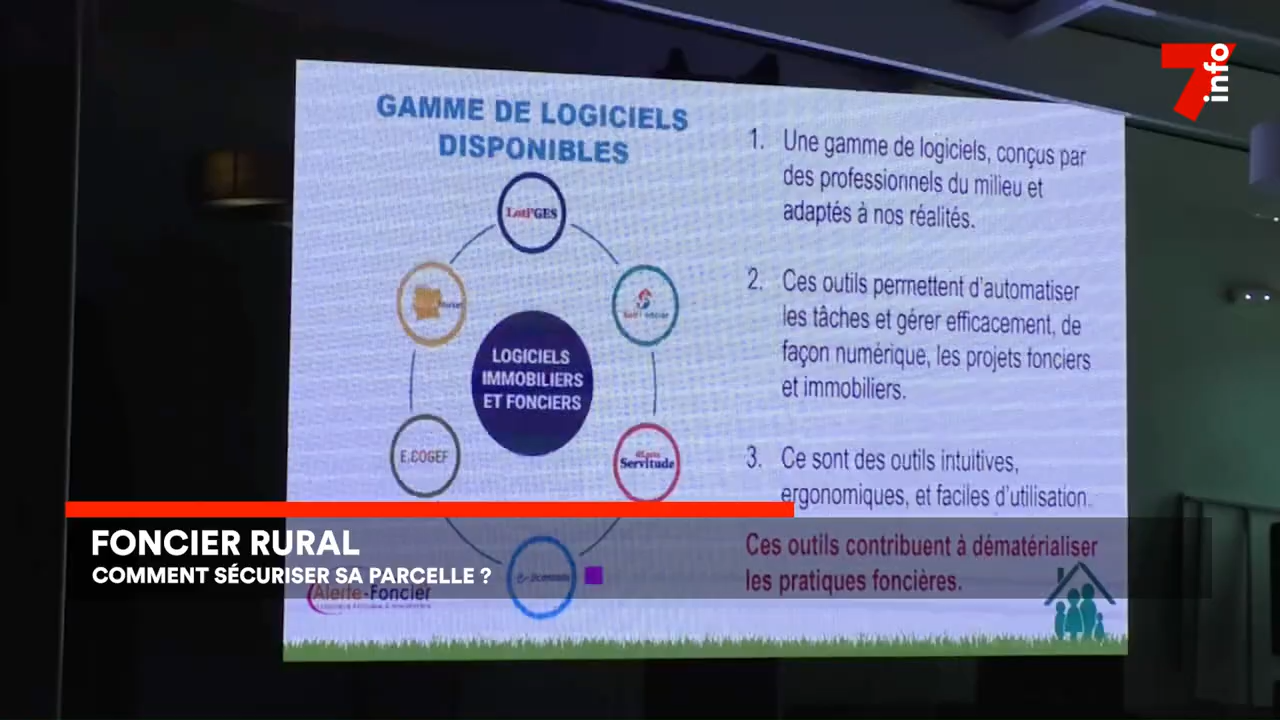 7info
GAMME DE LOGICIELS
DISPONIBLES
LotiGES
LOGICIELS
IMMOBILIERS
ET FONCIERS
E.COGEF
Servitude
1. Une gamme de logiciels, conçus par
des professionnels du milieu et
adaptés à nos réalités.
2. Ces outils permettent d'automatiser
les tâches et gérer efficacement, de
façon numérique, les projets fonciers
et immobiliers.
3. Ce sont des outils intuitives,
ergonomiques, et faciles d'utilisation.
Ces outils contribuent à dématérialiser
les pratiques foncières.
FONCIER RURAL
COMMENT SÉCURISER SA PARCELLE ?
Alerte-Foncier